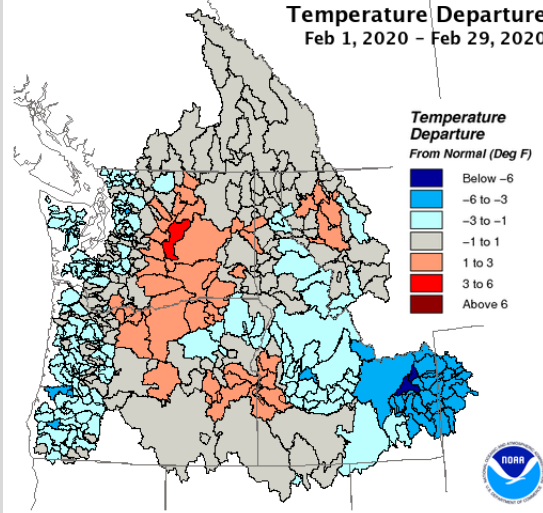 Temperature Departure
Feb 1, 2020 - Feb 29, 2020
Temperature
Departure
From Normal (Deg F)
Below -6
-6 to -3
-3 to -1
-1 to 1
1 to 3
3 to 6
Above 6
NOAA